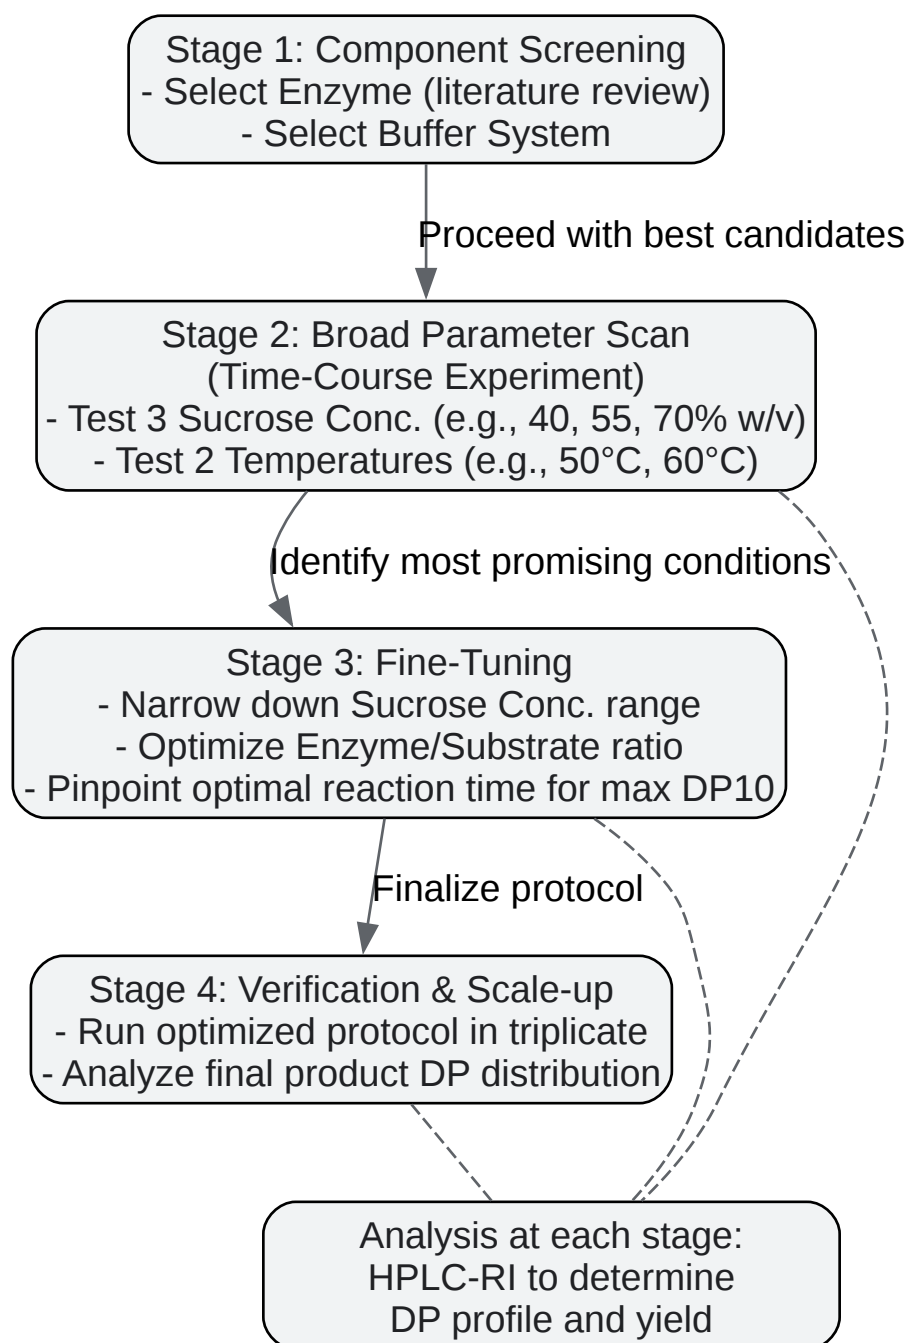 Stage 1: Component Screening
- Select Enzyme (literature review)
- Select Buffer System
Proceed with best candidates
Stage 2: Broad Parameter Scan
(Time-Course Experiment)
- Test 3 Sucrose Conc. (e.g., 40, 55, 70% w/v)
- Test 2 Temperatures (e.g., 50°C, 60°C)
Identify most promising conditions
Stage 3: Fine-Tuning
- Narrow down Sucrose Conc. range
- Optimize Enzyme/Substrate ratio
- Pinpoint optimal reaction time for max DP10
Finalize protocol
Stage 4: Verification & Scale-up
- Run optimized protocol in triplicate
- Analyze final product DP distribution
Analysis at each stage:
HPLC-RI to determine
DP profile and yield